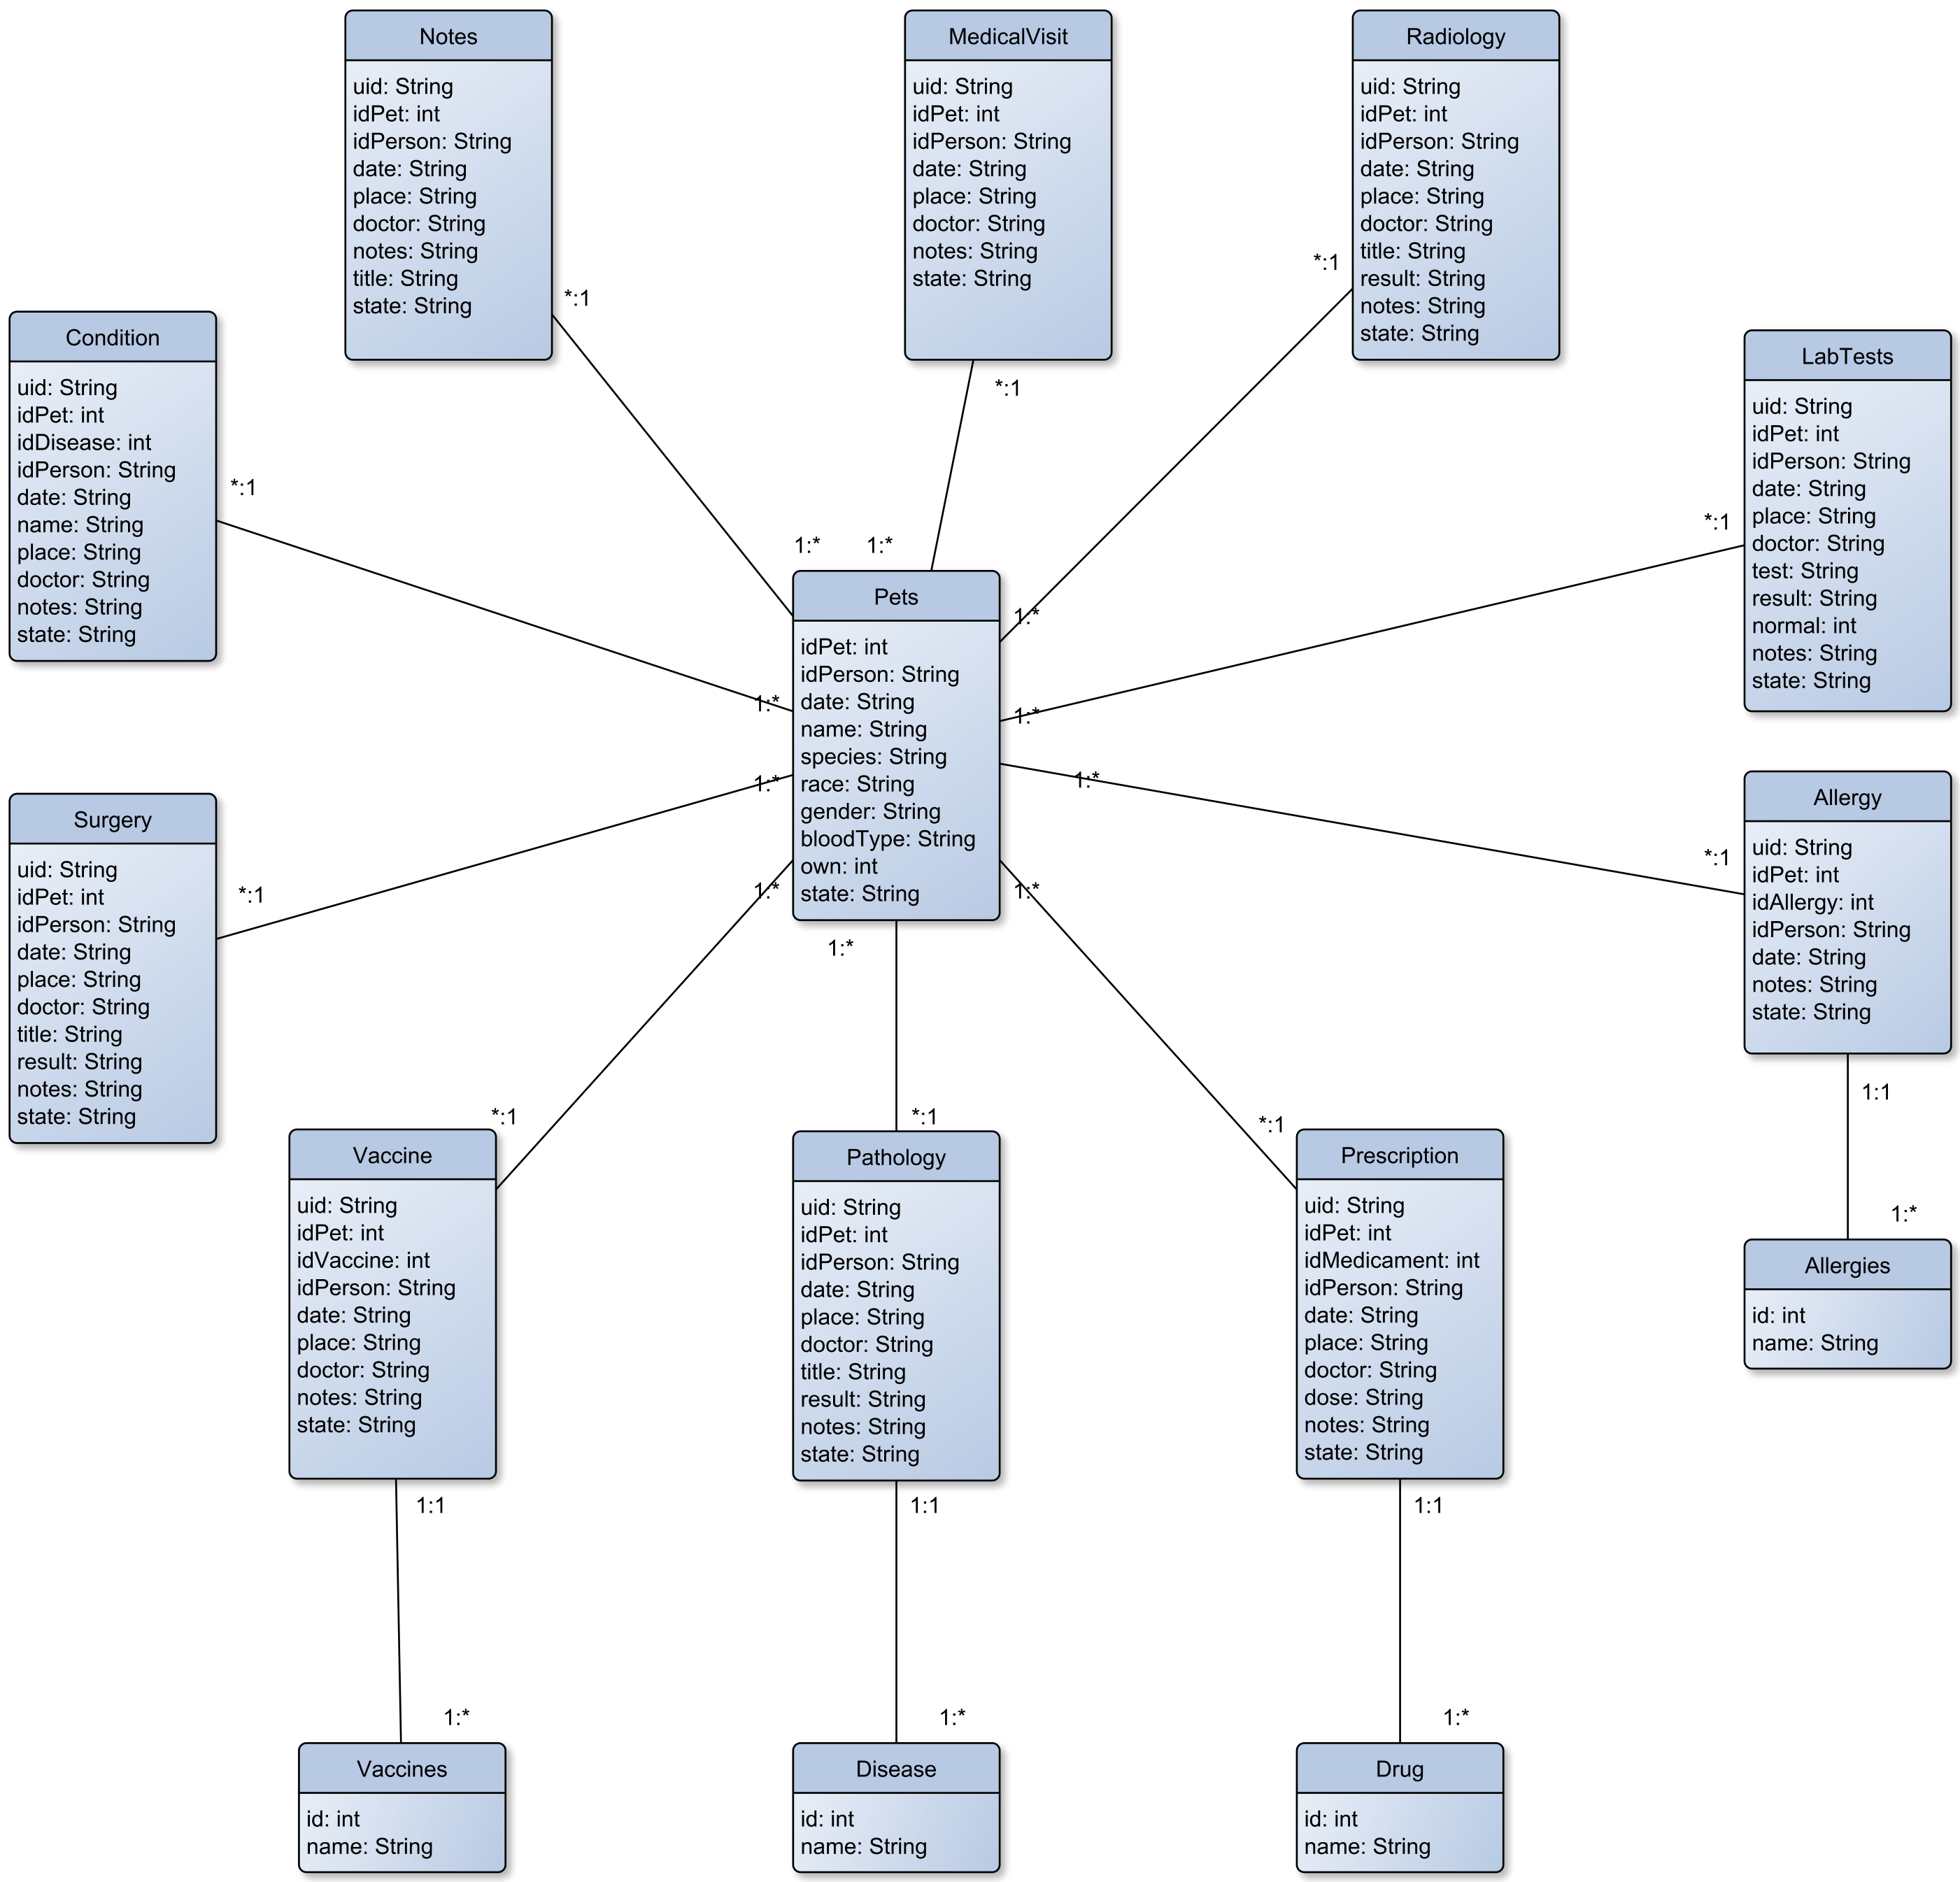 Notes
uid: String
idPet: int
idPerson: String
date: String
place: String
doctor: String
notes: String
title: String
state: String
*:1
MedicalVisit
uid: String
idPet: int
idPerson: String
date: String
place: String
doctor: String
notes: String
state: String
*:1
Radiology
uid: String
idPet: int
idPerson: String
date: String
place: String
doctor: String
title: String
result: String
notes: String
state: String
*:1
Condition
uid: String
idPet: int
idDisease: int
idPerson: String
date: String
name: String
place: String
doctor: String
notes: String
state: String
*:1
LabTests
uid: String
idPet: int
idPerson: String
date: String
place: String
doctor: String
test: String
result: String
normal: int
notes: String
state: String
*:1
1:*
1:*
1:*
1:*
1:*
1:*
1:*
1:*
1:*
1:*
Pets
idPet: int
idPerson: String
date: String
name: String
species: String
race: String
gender: String
bloodType: String
own: int
state: String
Surgery
uid: String
idPet: int
idPerson: String
date: String
place: String
doctor: String
title: String
result: String
notes: String
state: String
*:1
Allergy
uid: String
idPet: int
idAllergy: int
idPerson: String
date: String
notes: String
state: String
*:1
1:1
1:*
Allergies
id: int
name: String
*:1
Vaccine
uid: String
idPet: int
idVaccine: int
idPerson: String
date: String
place: String
doctor: String
notes: String
state: String
1:1
*:1
Pathology
uid: String
idPet: int
idPerson: String
date: String
place: String
doctor: String
title: String
result: String
notes: String
state: String
1:1
*:1
Prescription
uid: String
idPet: int
idMedicament: int
idPerson: String
date: String
place: String
doctor: String
dose: String
notes: String
state: String
1:1
1:*
Vaccines
id: int
name: String
1:*
Disease
id: int
name: String
1:*
Drug
id: int
name: String